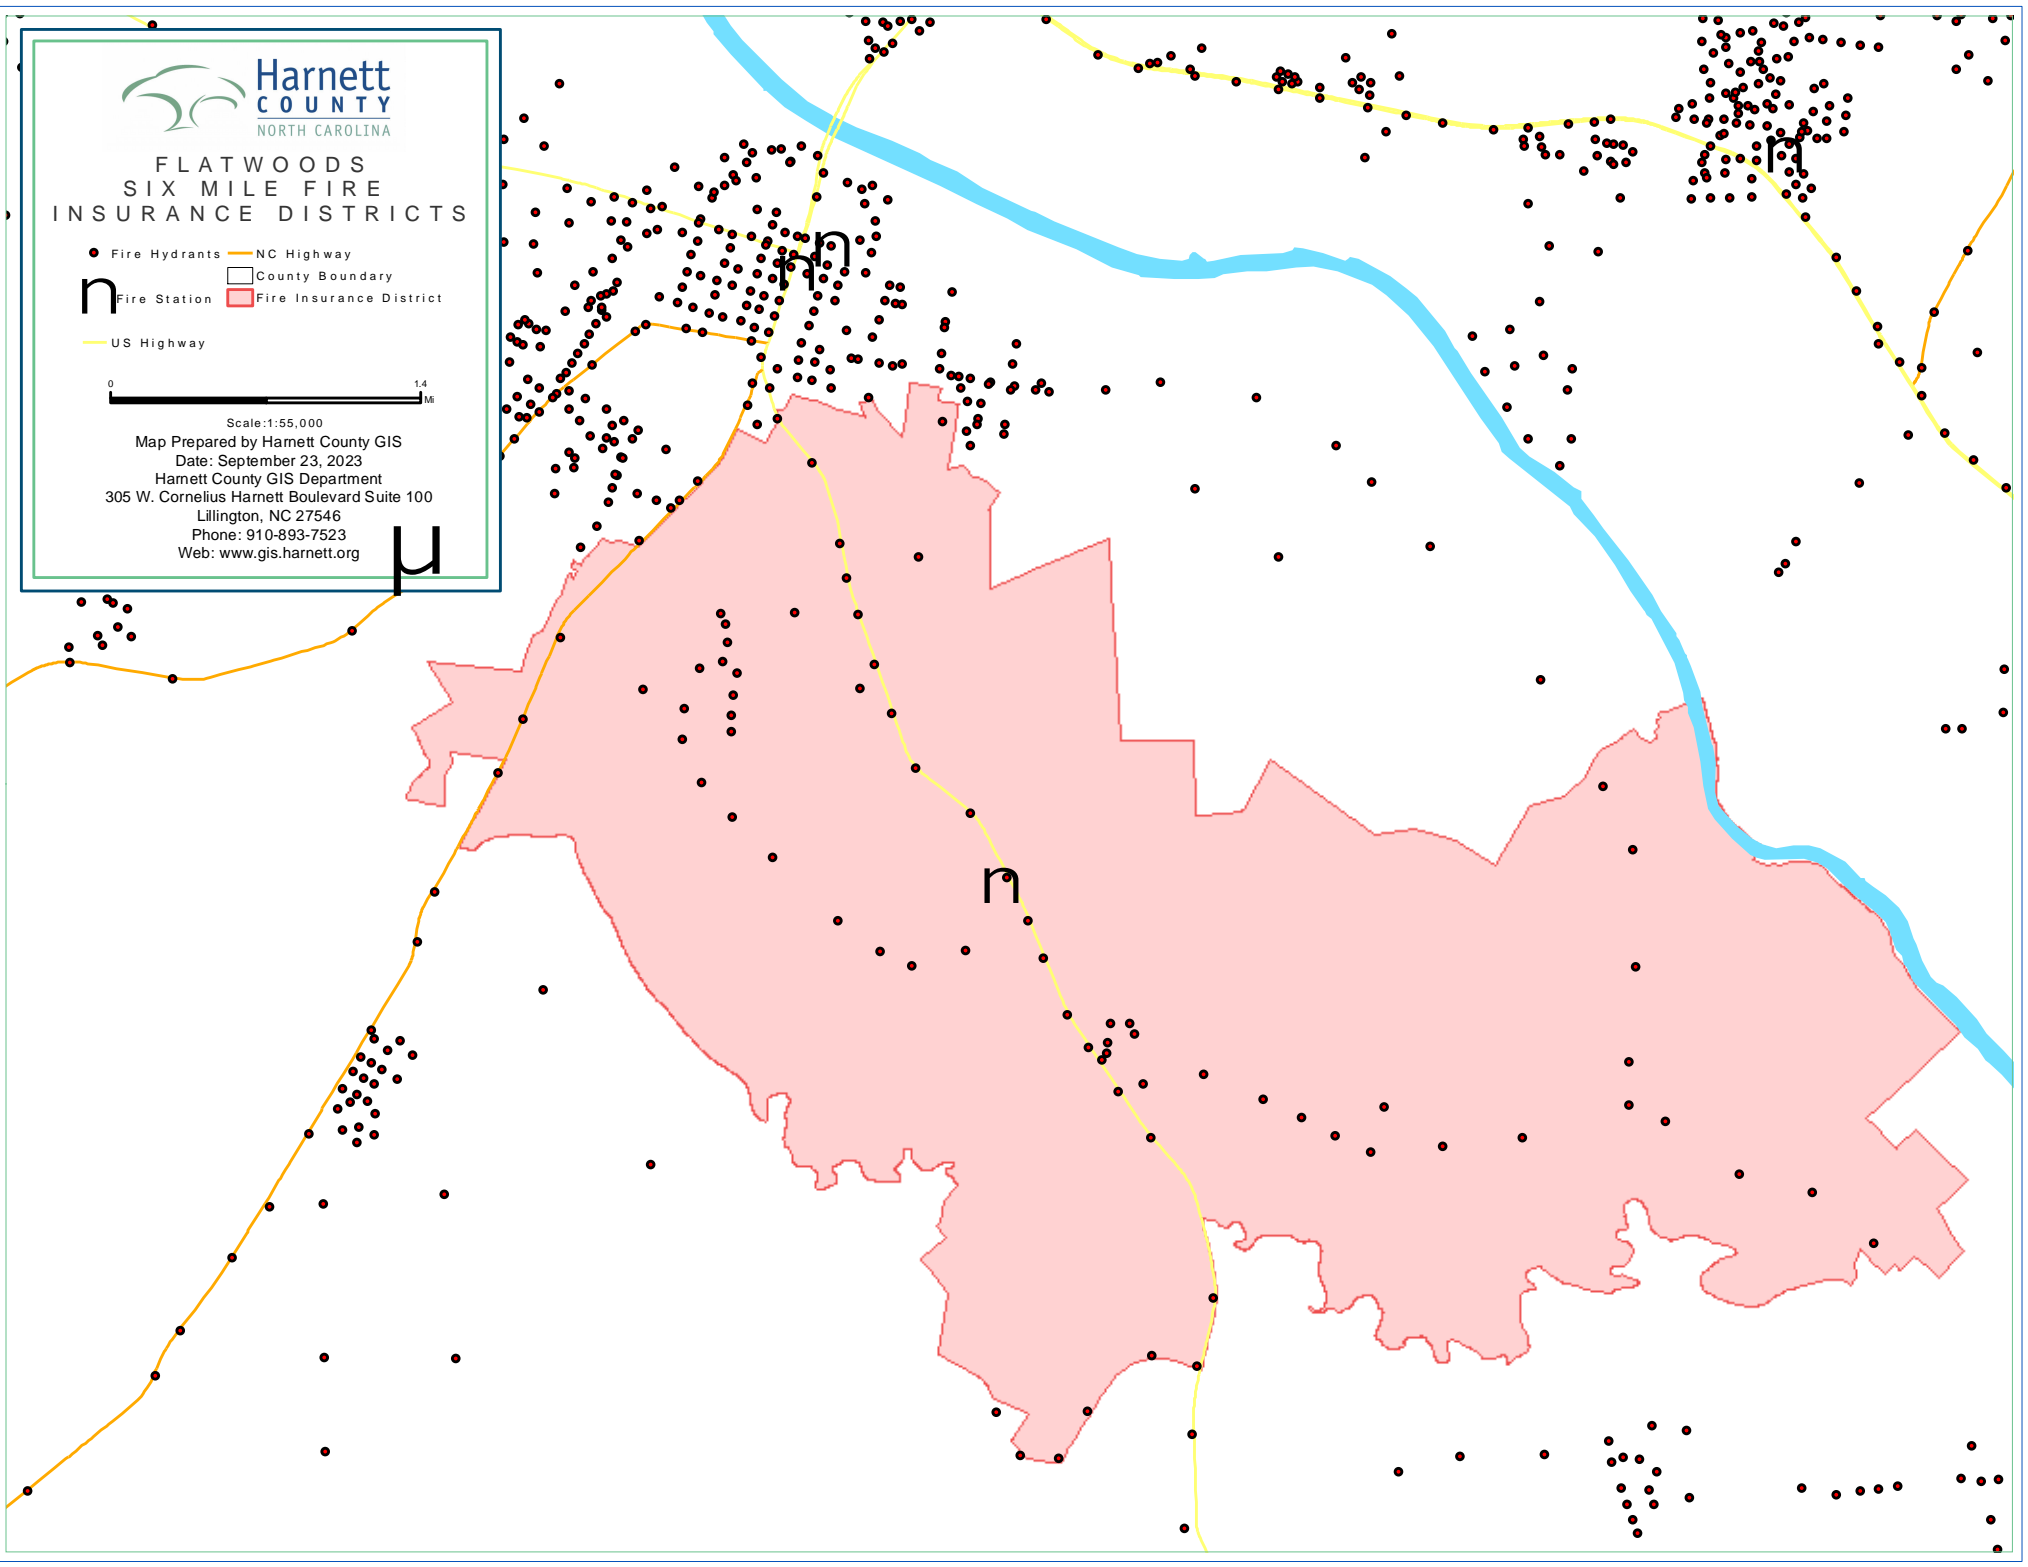 Harnett
COUNTY
NORTH CAROLINA
FLATWOODS
SIX MILE FIRE
INSURANCE DISTRICTS
Fire Hydrants
NC Highway
County Boundary
n Fire Station
Fire Insurance District
US Highway
0 1.4
Mi
Scale:1:55,000
Map Prepared by Harnett County GIS
Date: September 23, 2023
Harnett County GIS Department
305 W. Cornelius Harnett Boulevard Suite 100
Lillington, NC 27546
Phone: 910-893-7523
Web: www.gis.harnett.org
µ
n
n
n
n